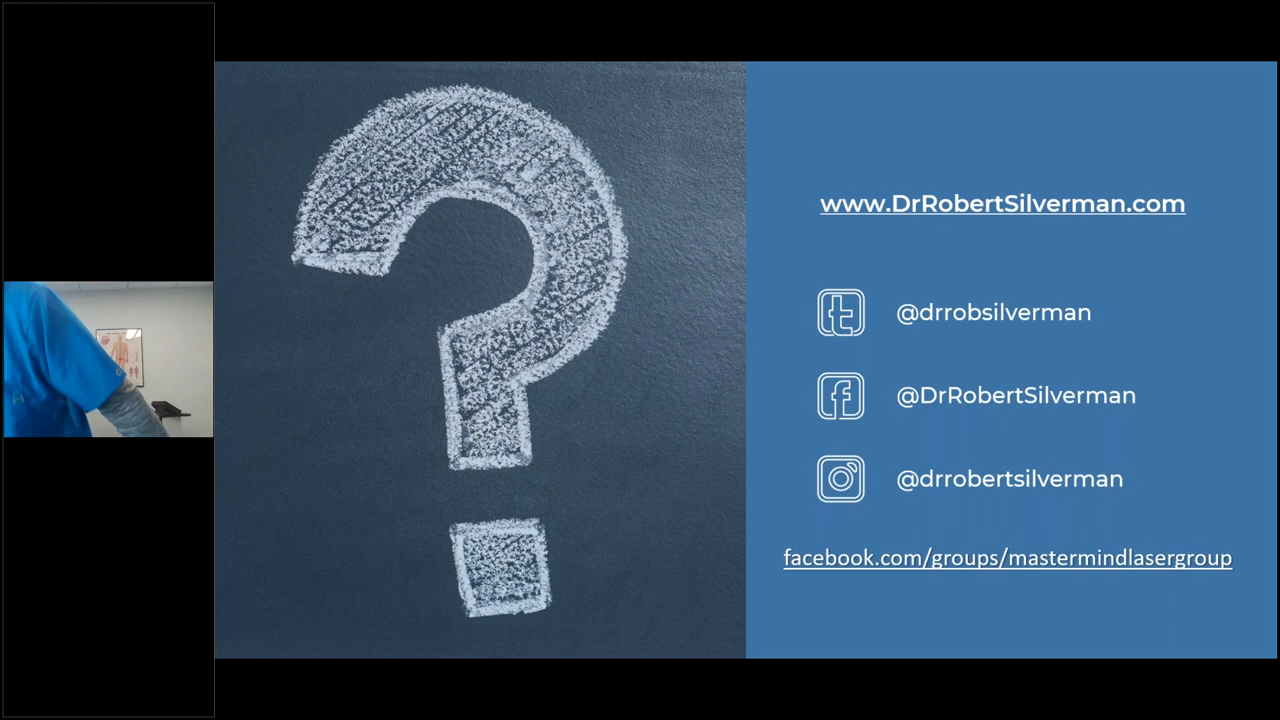 www.DrRobertSilverman.com
@drrobsilverman
@DrRobertSilverman
@drrobertsilverman
facebook.com/groups/mastermindlasergroup